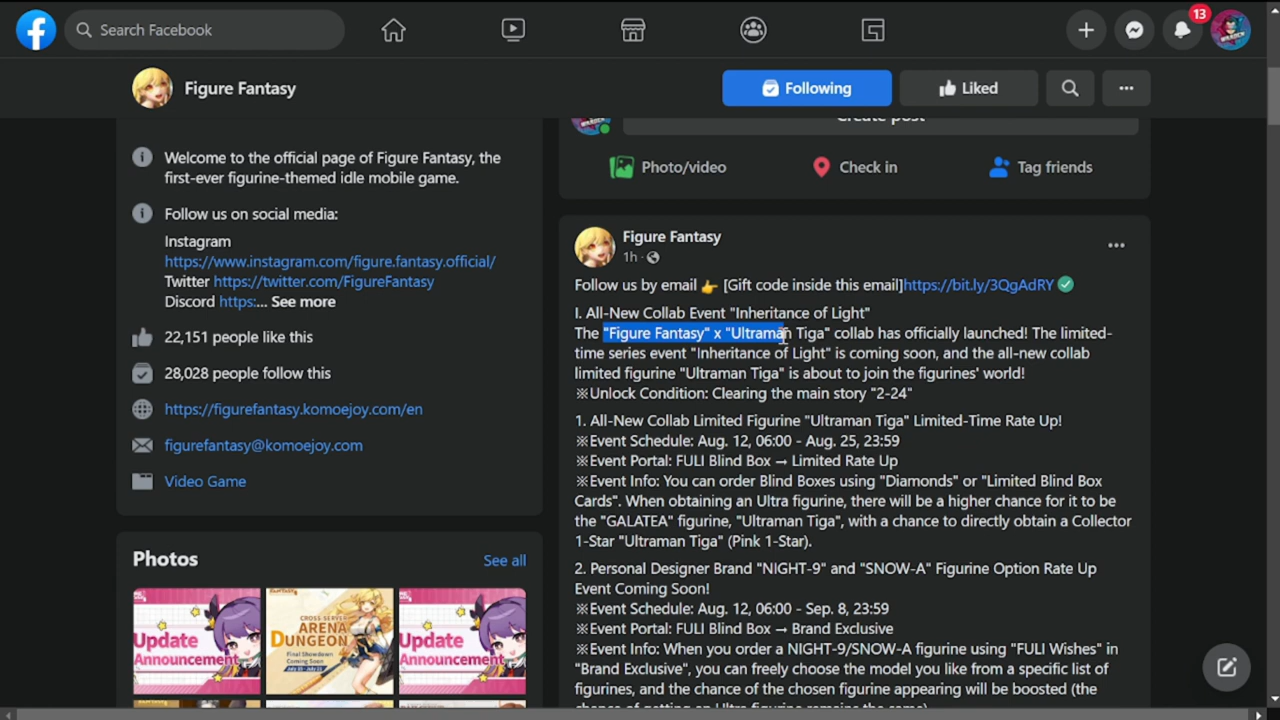 Search Facebook
13
Figure Fantasy
Following
Liked
Welcome to the official page of Figure Fantasy, the
first-ever figurine-themed idle mobile game.
Follow us on social media:
Instagram
https://www.instagram.com/figure.fantasy.official/
Twitter https://twitter.com/FigureFantasy
Discord https:... See more
22,151 people like this
28,028 people follow this
https://figurefantasy.komoejoy.com/en
figurefantasy@komoejoy.com
Video Game
Photos
See all
Update
Announcement
CROSS-SERVER
ARENA
DUNGEON
Final Showdown
Coming Soon
Update
Announcement
Create post
Photo/video
Check in
Tag friends
Figure Fantasy
1h ·
Follow us by email 👉 [Gift code inside this email]https://bit.ly/3QgAdRY
I. All-New Collab Event "Inheritance of Light"
The "Figure Fantasy" x "Ultraman Tiga" collab has officially launched! The limited-
time series event "Inheritance of Light" is coming soon, and the all-new collab
limited figurine "Ultraman Tiga" is about to join the figurines' world!
※Unlock Condition: Clearing the main story "2-24"
1. All-New Collab Limited Figurine "Ultraman Tiga" Limited-Time Rate Up!
※Event Schedule: Aug. 12, 06:00 - Aug. 25, 23:59
※Event Portal: FULI Blind Box → Limited Rate Up
※Event Info: You can order Blind Boxes using "Diamonds" or "Limited Blind Box
Cards". When obtaining an Ultra figurine, there will be a higher chance for it to be
the "GALATEA" figurine, "Ultraman Tiga", with a chance to directly obtain a Collector
1-Star "Ultraman Tiga" (Pink 1-Star).
2. Personal Designer Brand "NIGHT-9" and "SNOW-A" Figurine Option Rate Up
Event Coming Soon!
※Event Schedule: Aug. 12, 06:00 - Sep. 8, 23:59
※Event Portal: FULI Blind Box → Brand Exclusive
※Event Info: When you order a NIGHT-9/SNOW-A figurine using "FULI Wishes" in
"Brand Exclusive", you can freely choose the model you like from a specific list of
figurines, and the chance of the chosen figurine appearing will be boosted (the
chance of getting an Ultra figurine remains the same)